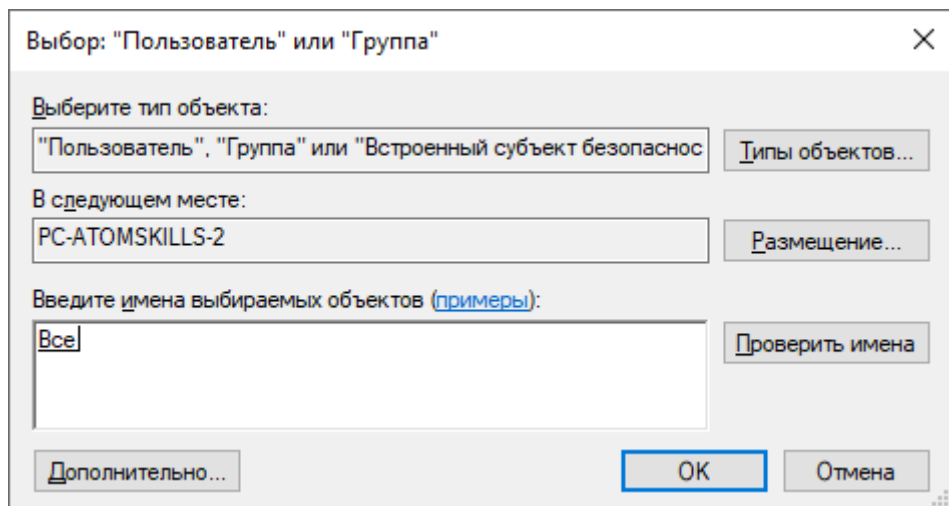 Выбор: "Пользователь" или "Группа"
Выберите тип объекта:
"Пользователь", "Группа" или "Встроенный субъект безопаснос
Типы объектов...
В следующем месте:
PC-ATOMSKILLS-2
Размещение...
Введите имена выбираемых объектов (примеры):
Все
Проверить имена
Дополнительно...
ОК
Отмена